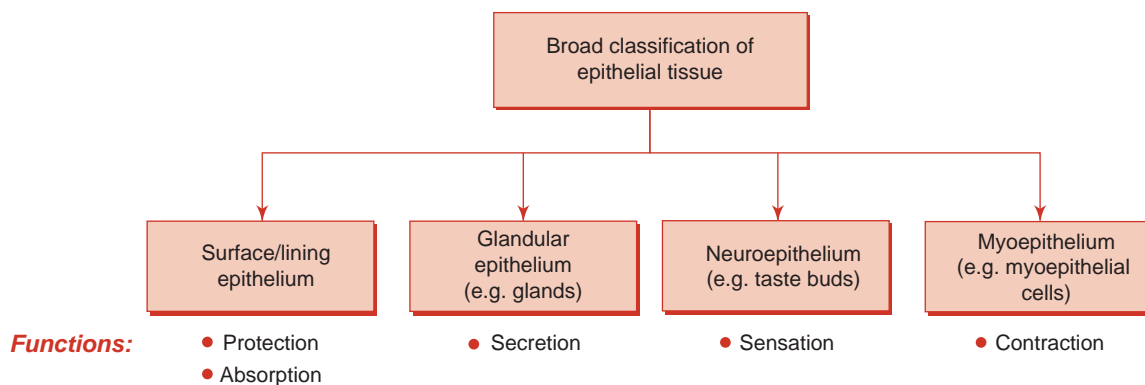 Broad classification of
epithelial tissue
Surface/lining
epithelium
Glandular
epithelium
(e.g. glands)
Neuroepithelium
(e.g. taste buds)
Myoepithelium
(e.g. myoepithelial
cells)
Functions:
• Protection
• Absorption
• Secretion
• Sensation
• Contraction